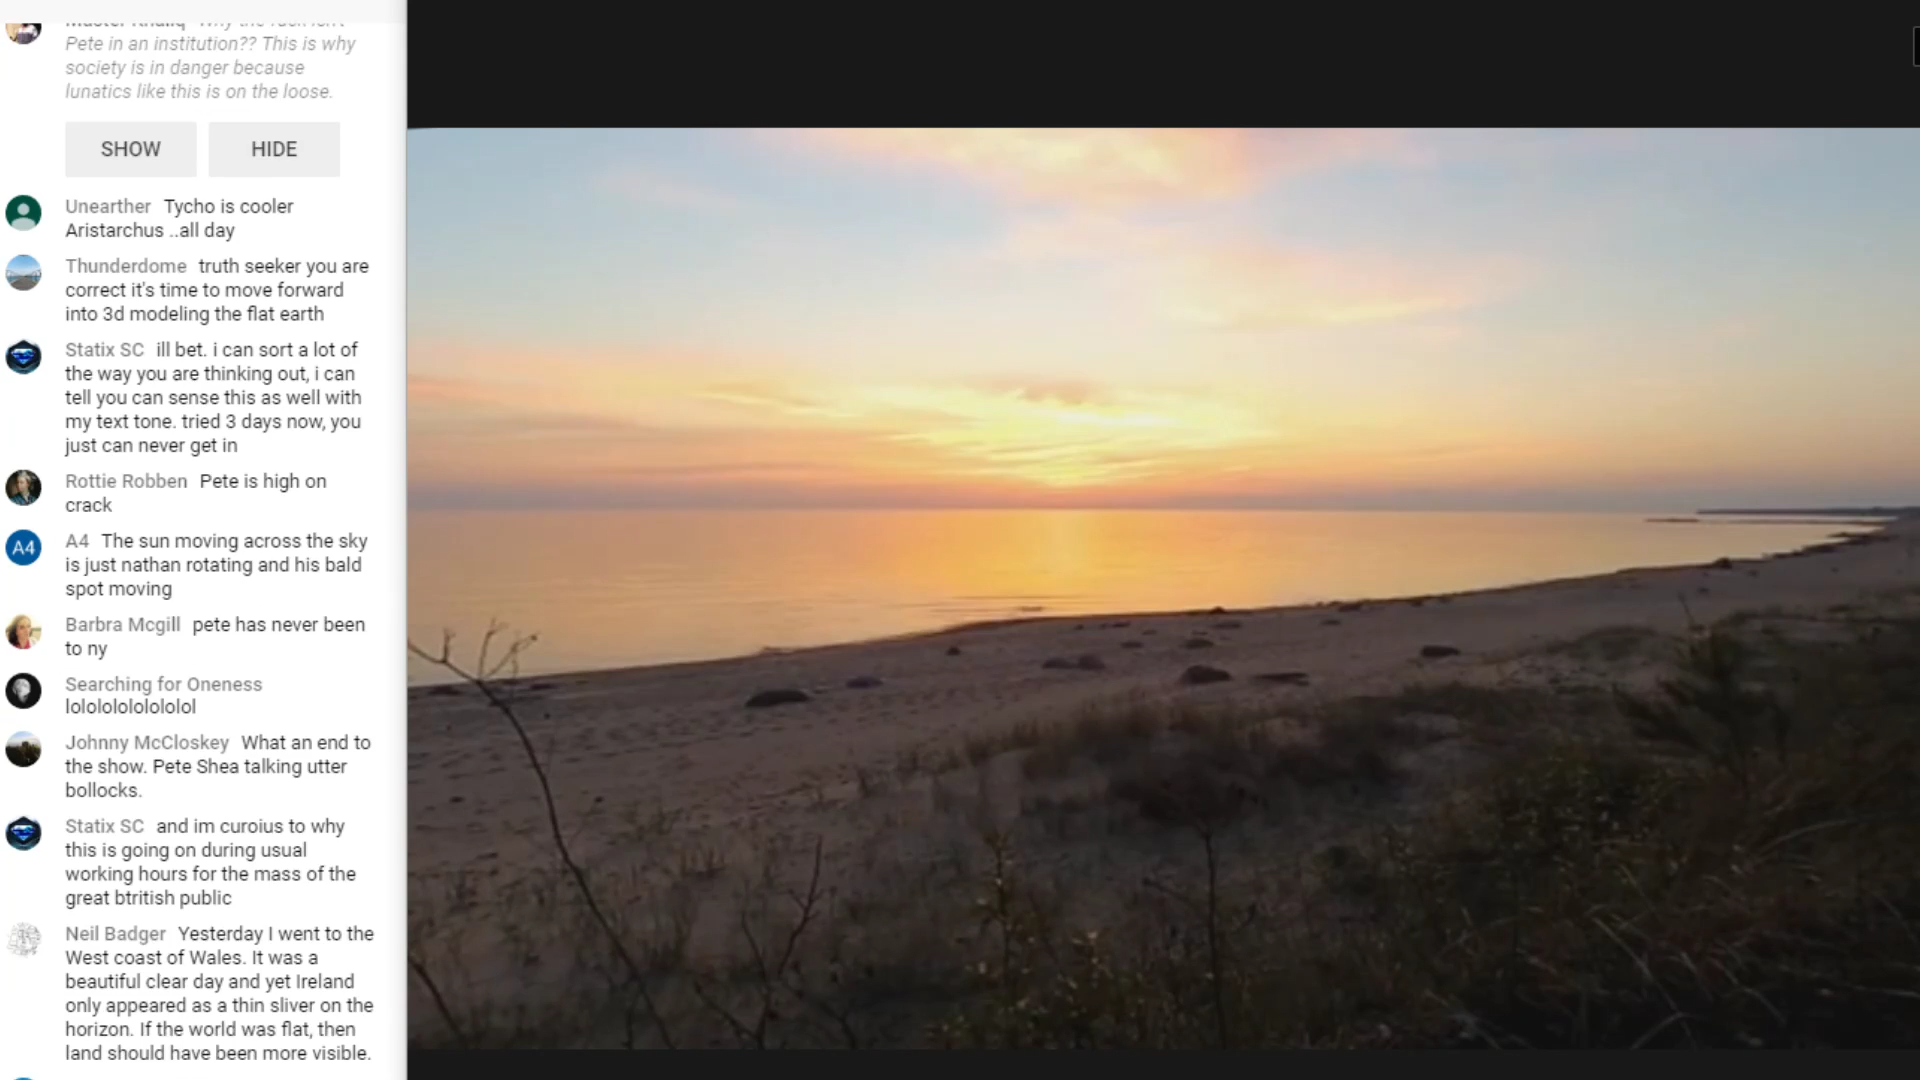 Master Khaliq Why the fuck isn't
Pete in an institution?? This is why
society is in danger because
lunatics like this is on the loose.
SHOW HIDE
Unearther Tycho is cooler
Aristarchus ..all day
Thunderdome truth seeker you are
correct it's time to move forward
into 3d modeling the flat earth
Statix SC ill bet. i can sort a lot of
the way you are thinking out, i can
tell you can sense this as well with
my text tone. tried 3 days now, you
just can never get in
Rottie Robben Pete is high on
crack
A4 A4 The sun moving across the sky
is just nathan rotating and his bald
spot moving
Barbra Mcgill pete has never been
to ny
Searching for Oneness
lolololololololol
Johnny McCloskey What an end to
the show. Pete Shea talking utter
bollocks.
Statix SC and im curoius to why
this is going on during usual
working hours for the mass of the
great btritish public
Neil Badger Yesterday I went to the
West coast of Wales. It was a
beautiful clear day and yet Ireland
only appeared as a thin sliver on the
horizon. If the world was flat, then
land should have been more visible.